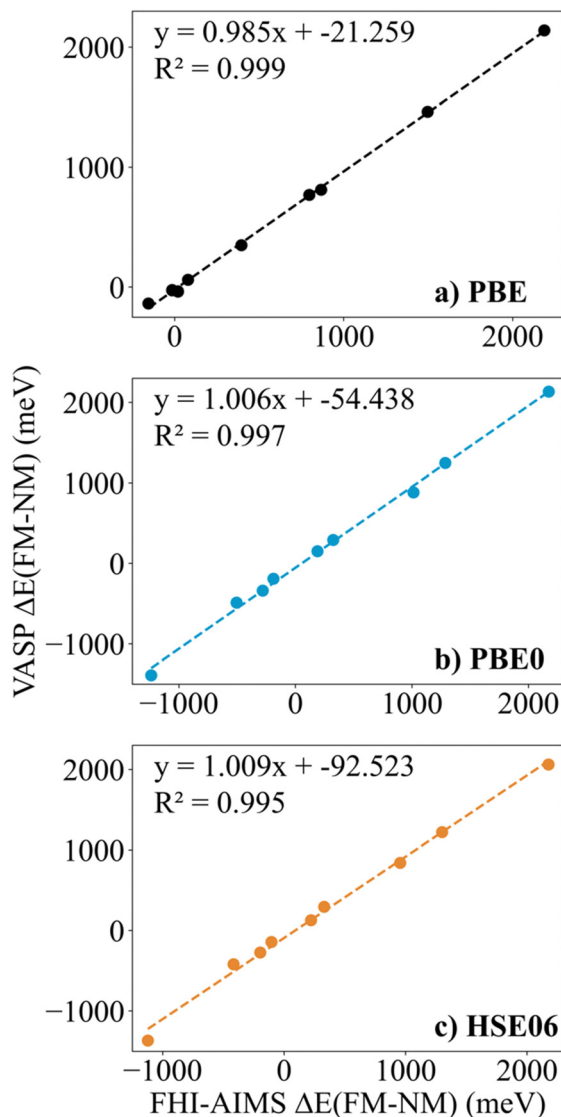 y = 0.985x + -21.259
R² = 0.999
2000
1000
0
a) PBE
0 1000 2000
y = 1.006x + -54.438
R² = 0.997
2000
1000
0
−1000
b) PBE0
−1000 0 1000 2000
VASP ΔE(FM-NM) (meV)
y = 1.009x + -92.523
R² = 0.995
2000
1000
0
−1000
c) HSE06
−1000 0 1000 2000
FHI-AIMS ΔE(FM-NM) (meV)